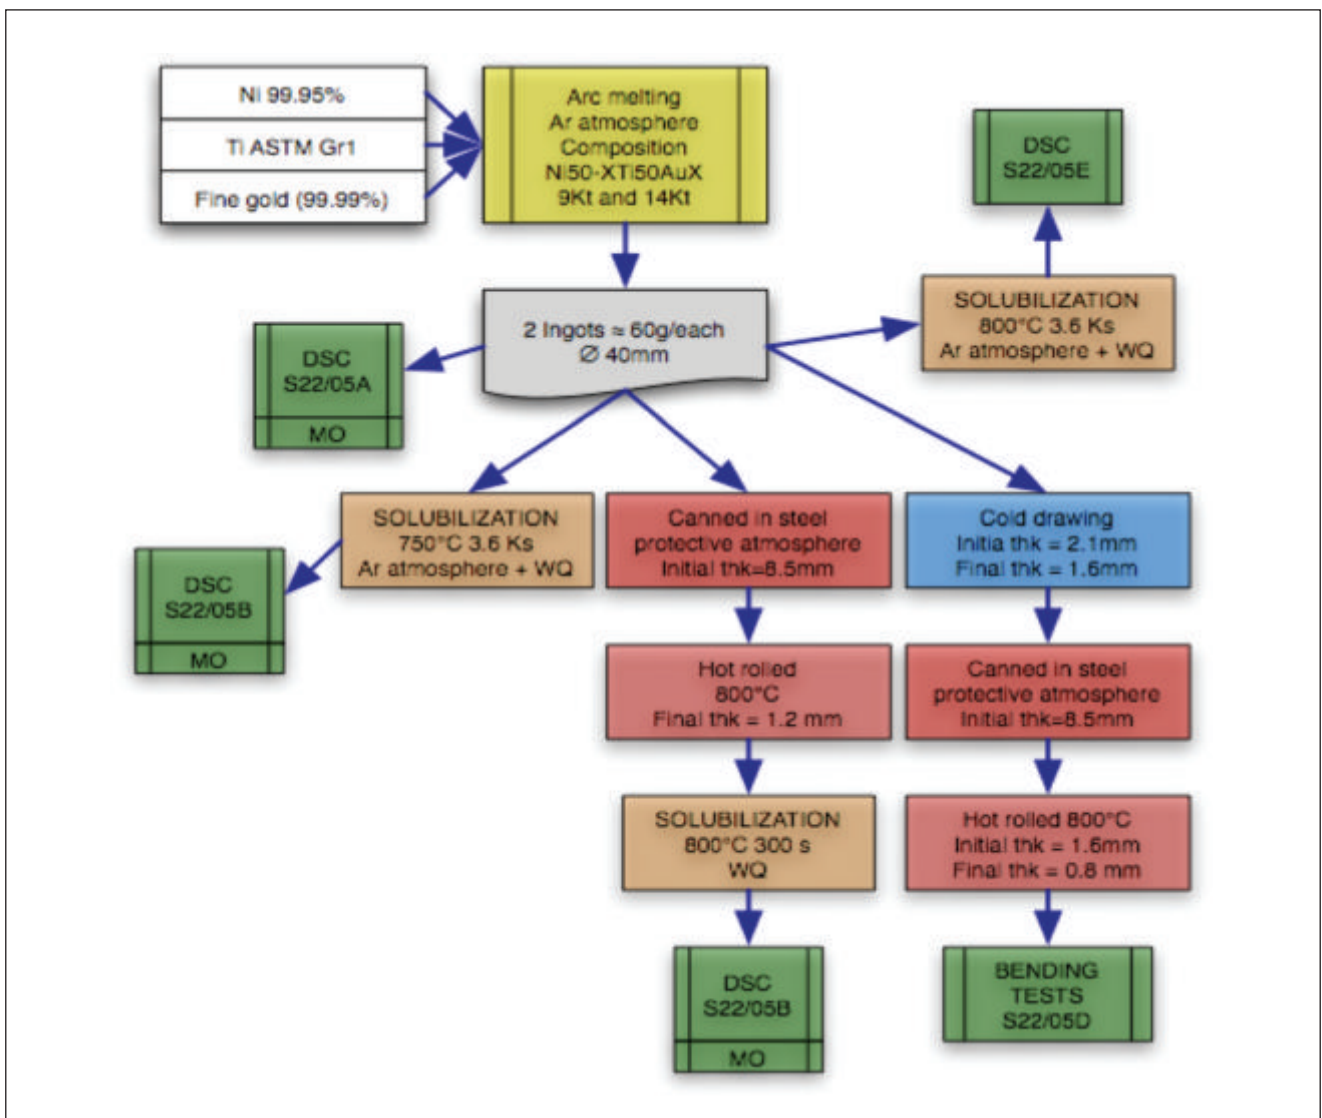 Ni 99.95%
Ti ASTM Gr1
Fine gold (99.99%)
Arc melting
Ar atmosphere
Composition
Ni50-XTi50AuX
9Kt and 14Kt
DSC
S22/05E
SOLUBILIZATION
800°C 3.6 Ks
Ar atmosphere + WQ
2 Ingots ≈ 60g/each
∅ 40mm
DSC
S22/05A
MO
SOLUBILIZATION
750°C 3.6 Ks
Ar atmosphere + WQ
DSC
S22/05B
MO
Canned in steel
protective atmosphere
Initial thk=8.5mm
Cold drawing
Initia thk = 2.1mm
Final thk = 1.6mm
Hot rolled
800°C
Final thk = 1.2 mm
Canned in steel
protective atmosphere
Initial thk=8.5mm
SOLUBILIZATION
800°C 300 s
WQ
Hot rolled 800°C
Initial thk = 1.6mm
Final thk = 0.8 mm
DSC
S22/05B
MO
BENDING
TESTS
S22/05D